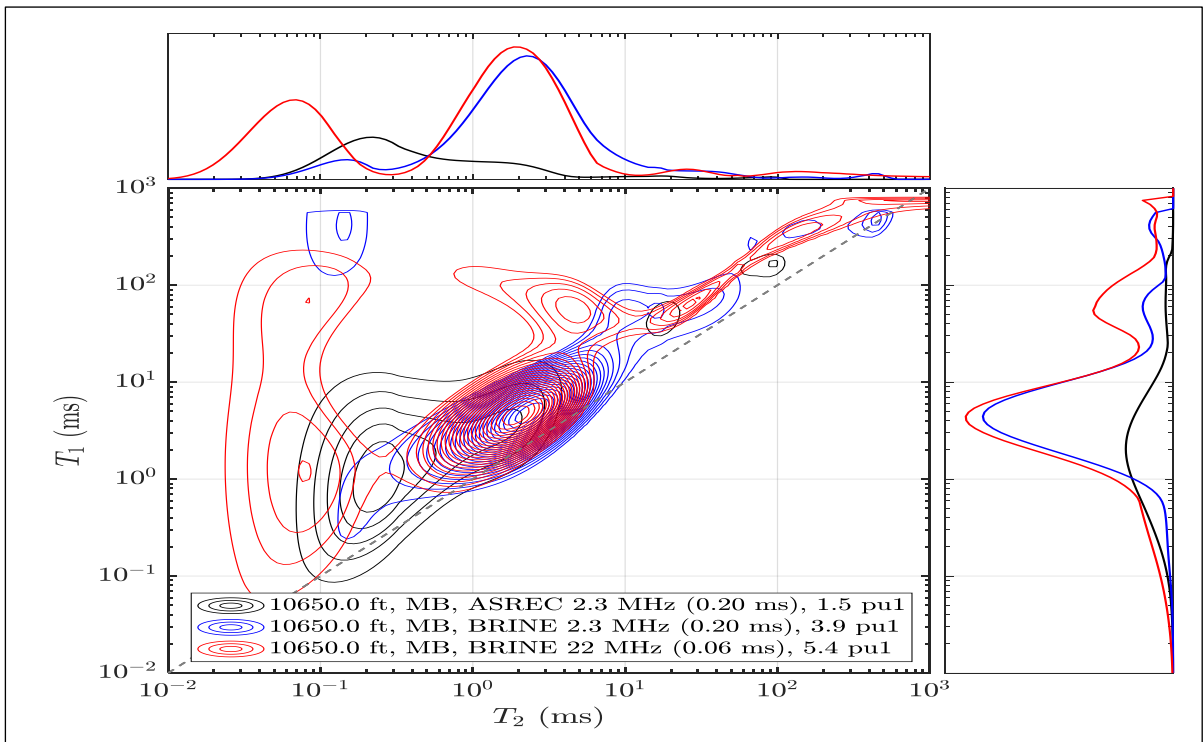 10³
10²
10¹
10⁰
10⁻¹
10⁻²
T₁ (ms)
10650.0 ft, MB, ASREC 2.3 MHz (0.20 ms), 1.5 pu1
10650.0 ft, MB, BRINE 2.3 MHz (0.20 ms), 3.9 pu1
10650.0 ft, MB, BRINE 22 MHz (0.06 ms), 5.4 pu1
10⁻² 10⁻¹ 10⁰ 10¹ 10² 10³
T₂ (ms)